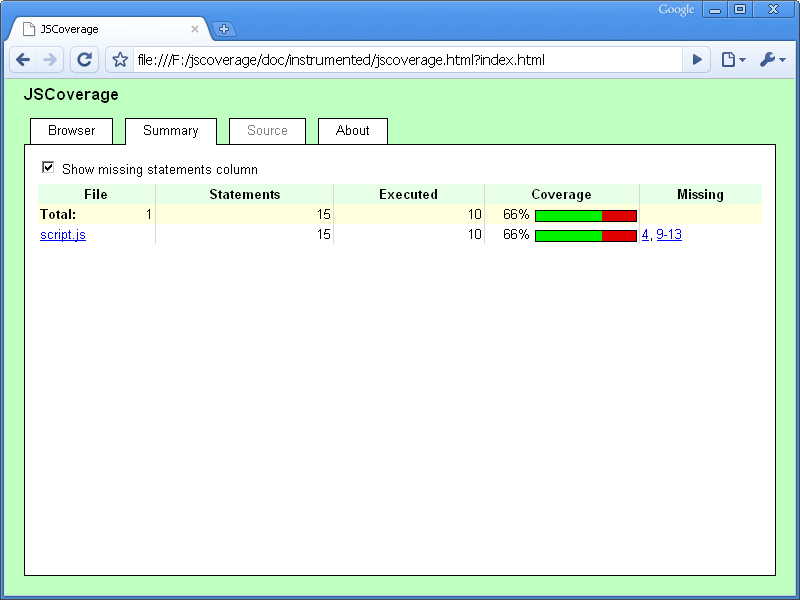 Google
JSCoverage
file:///F:/jscoverage/doc/instrumented/jscoverage.html?index.html
JSCoverage
Browser Summary Source About
Show missing statements column
File Statements Executed Coverage Missing
Total: 1 15 10 66%
script.js 15 10 66% 4, 9-13